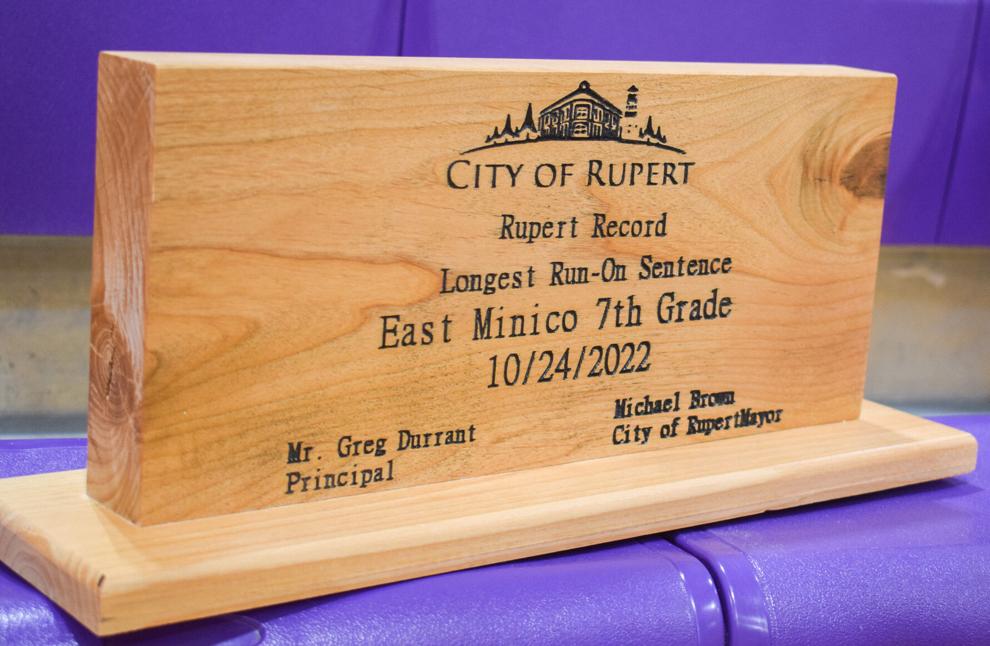 CITY OF RUPERT
Rupert Record
Longest Run-On Sentence
East Minico 7th Grade
10/24/2022
Mr. Greg Durrant
Principal
Michael Brown
City of RupertMayor